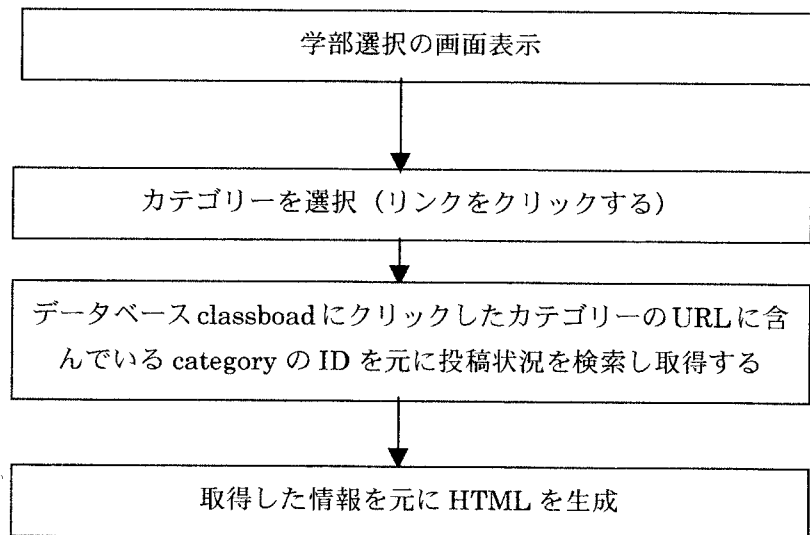 学部選択の画面表示
カテゴリーを選択（リンクをクリックする）
データベース classboad にクリックしたカテゴリーの URL に含
んでいる category の ID を元に投稿状況を検索し取得する
取得した情報を元に HTML を生成